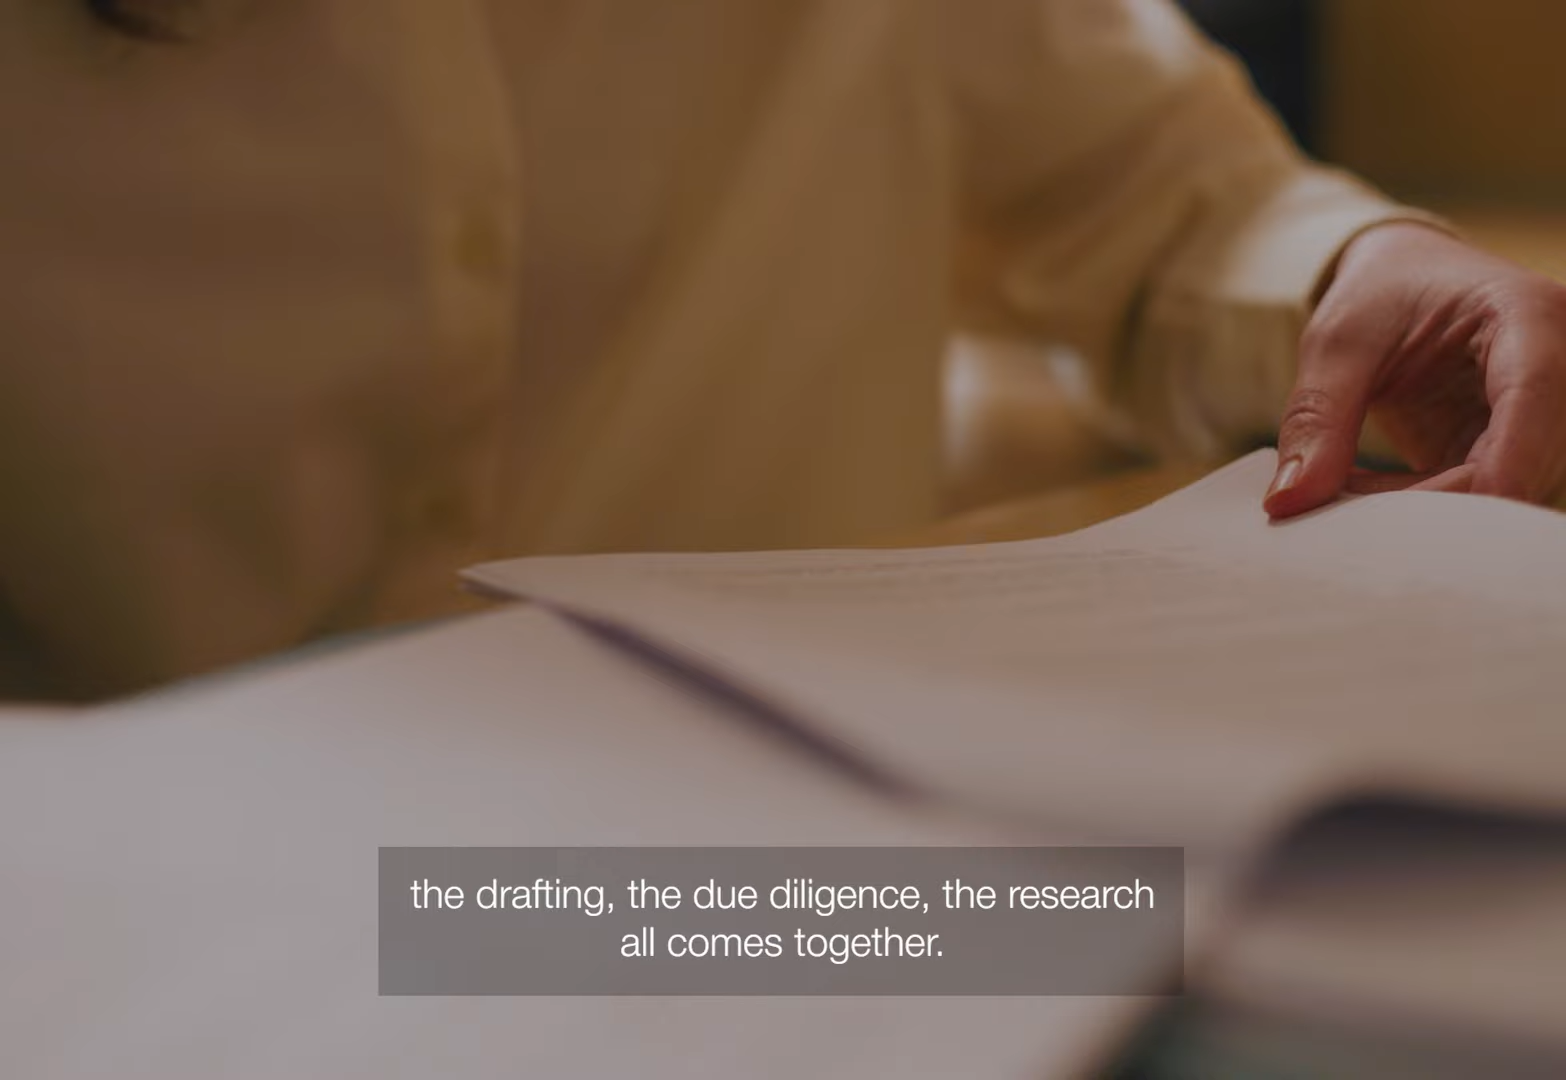 the drafting, the due diligence, the research
all comes together.